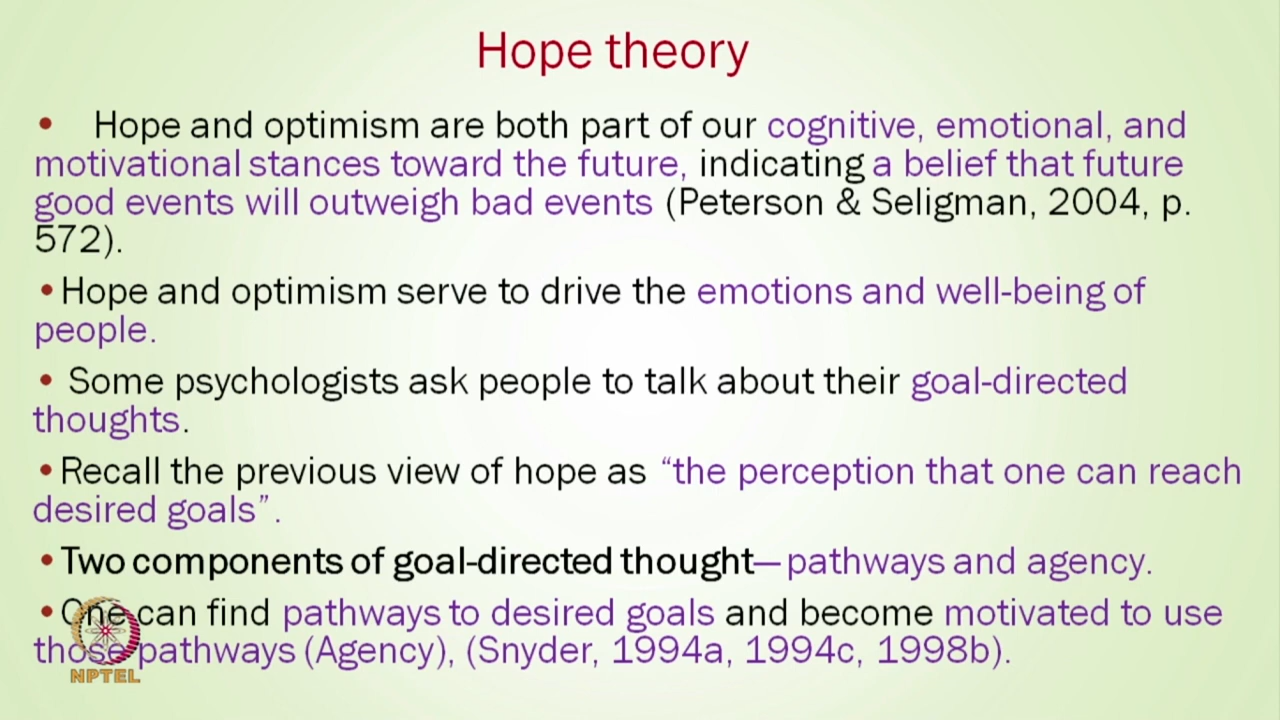 Hope theory
• Hope and optimism are both part of our cognitive, emotional, and
motivational stances toward the future, indicating a belief that future
good events will outweigh bad events (Peterson & Seligman, 2004, p.
572).
• Hope and optimism serve to drive the emotions and well-being of
people.
• Some psychologists ask people to talk about their goal-directed
thoughts.
• Recall the previous view of hope as “the perception that one can reach
desired goals”.
• Two components of goal-directed thought— pathways and agency.
• One can find pathways to desired goals and become motivated to use
those pathways (Agency), (Snyder, 1994a, 1994c, 1998b).
NPTEL